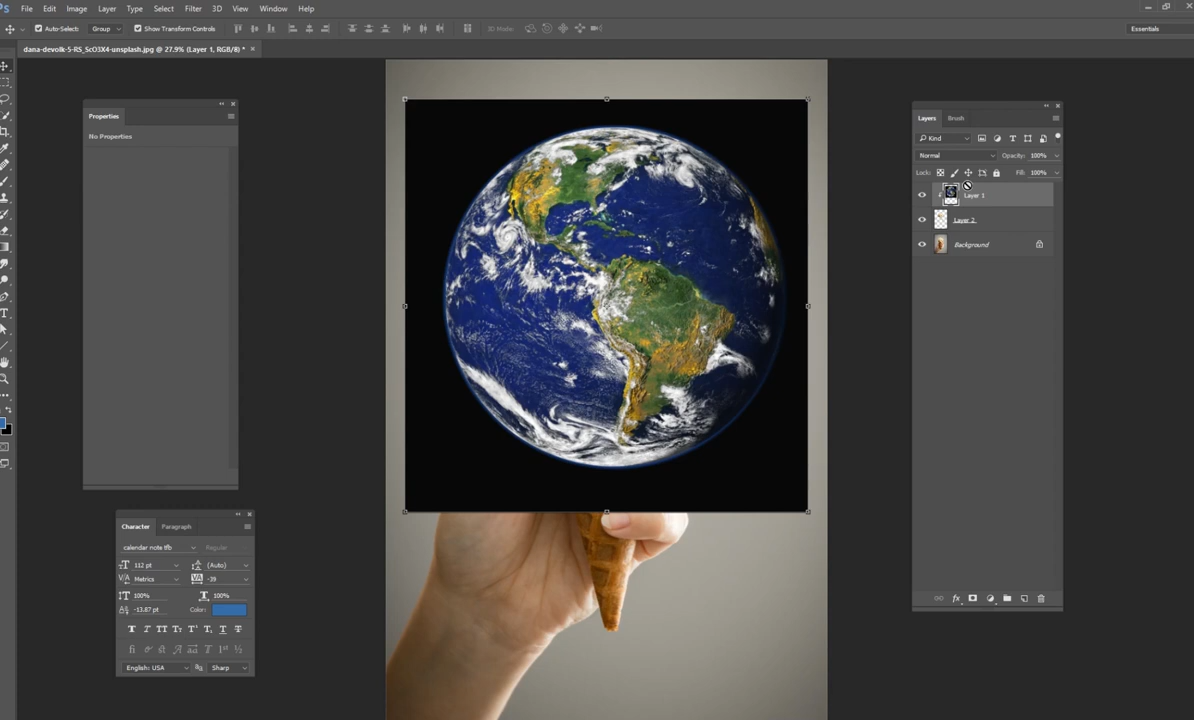 File Edit Image Layer Type Select Filter 3D View Window Help
Auto-Select: Group Show Transform Controls 3D Mode: Essentials
dana-devolk-5-RS_ScO3X4-unsplash.jpg @ 27.9% (Layer 1, RGB/8) *
Properties
No Properties
Layers Brush
Kind
Normal Opacity: 100%
Lock: Fill: 100%
Layer 1
Layer 2
Background
Character Paragraph
calendar note tfb Regular
112 pt (Auto)
Metrics -39
100% 100%
-13.87 pt Color:
English: USA Sharp